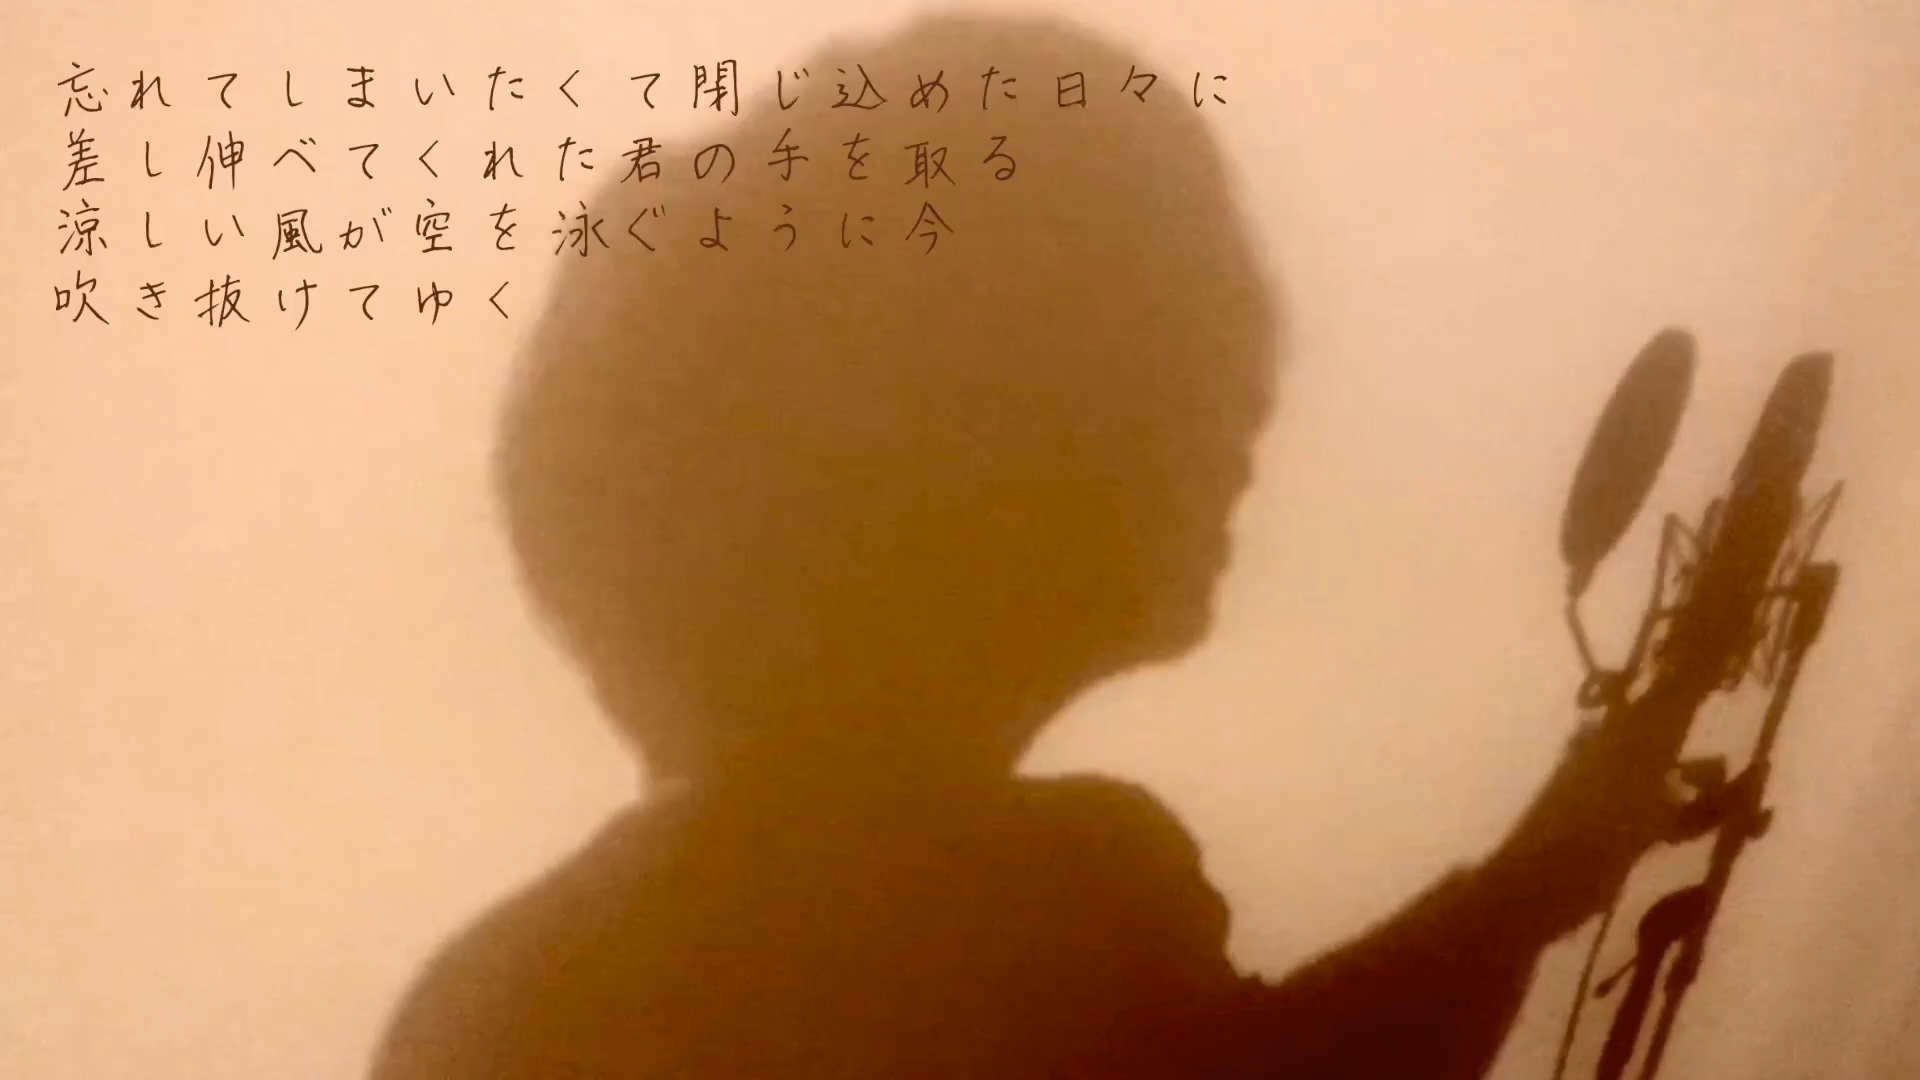 忘れてしまいたくて閉じ込めた日々に
差し伸べてくれた君の手を取る
涼しい風が空を泳ぐように今
吹き抜けてゆく